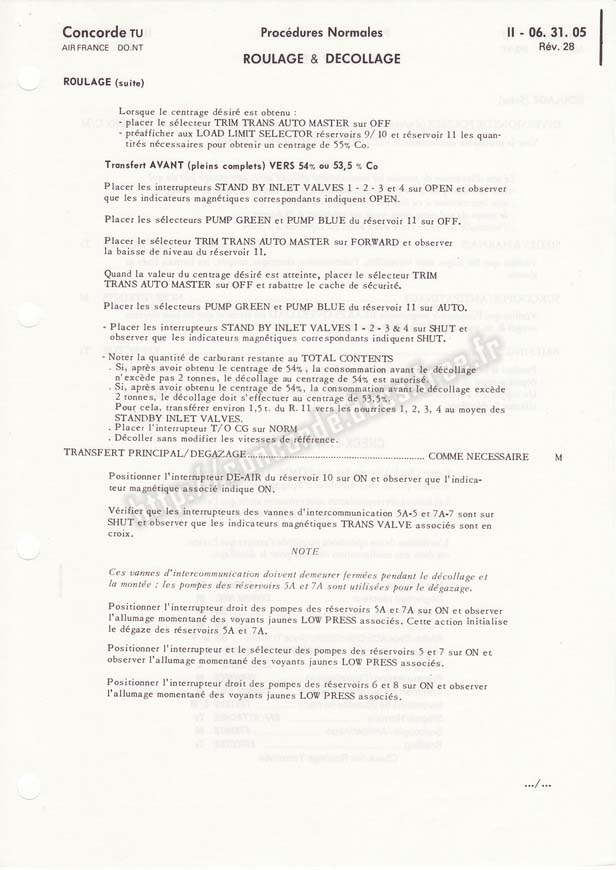 Concorde TU
AIR FRANCE DO.NT
Procédures Normales
ROULAGE & DECOLLAGE
II - 06. 31. 05
Rév. 28
ROULAGE (suite)
Lorsque le centrage désiré est obtenu :
- placer le sélecteur TRIM TRANS AUTO MASTER sur OFF
- préafficher aux LOAD LIMIT SELECTOR réservoirs 9/10 et réservoir 11 les quan-
tités nécessaires pour obtenir un centrage de 55% Co.
Transfert AVANT (pleins complets) VERS 54% ou 53,5 % Co
Placer les interrupteurs STAND BY INLET VALVES 1 - 2 - 3 et 4 sur OPEN et observer
que les indicateurs magnétiques correspondants indiquent OPEN.
Placer les sélecteurs PUMP GREEN et PUMP BLUE du réservoir 11 sur OFF.
Placer le sélecteur TRIM TRANS AUTO MASTER sur FORWARD et observer
la baisse de niveau du réservoir 11.
Quand la valeur du centrage désiré est atteinte, placer le sélecteur TRIM
TRANS AUTO MASTER sur OFF et rabattre le cache de sécurité.
Placer les sélecteurs PUMP GREEN et PUMP BLUE du réservoir 11 sur AUTO.
- Placer les interrupteurs STAND BY INLET VALVES 1 - 2 - 3 & 4 sur SHUT et
observer que les indicateurs magnétiques correspondants indiquent SHUT.
- Noter la quantité de carburant restante au TOTAL CONTENTS
. Si, après avoir obtenu le centrage de 54%, la consommation avant le décollage
n'excède pas 2 tonnes, le décollage au centrage de 54% est autorisé.
. Si, après avoir obtenu le centrage de 54%, la consommation avant le décollage excède
2 tonnes, le décollage doit s'effectuer au centrage de 53,5%.
Pour cela, transférer environ 1,5 t. du R. 11 vers les nourrices 1, 2, 3, 4 au moyen des
STANDBY INLET VALVES.
. Placer l'interrupteur T/O CG sur NORM
. Décoller sans modifier les vitesses de référence.
TRANSFERT PRINCIPAL/DEGAZAGE ........................................................ COMME NECESSAIRE M
Positionner l'interrupteur DE-AIR du réservoir 10 sur ON et observer que l'indica-
teur magnétique associé indique ON.
Vérifier que les interrupteurs des vannes d'intercommunication 5A-5 et 7A-7 sont sur
SHUT et observer que les indicateurs magnétiques TRANS VALVE associés sont en
croix.
NOTE
Ces vannes d'intercommunication doivent demeurer fermées pendant le décollage et
la montée : les pompes des réservoirs 5A et 7A sont utilisées pour le dégazage.
Positionner l'interrupteur droit des pompes des réservoirs 5A et 7A sur ON et observer
l'allumage momentané des voyants jaunes LOW PRESS associés. Cette action initialise
le dégaze des réservoirs 5A et 7A.
Positionner l'interrupteur et le sélecteur des pompes des réservoirs 5 et 7 sur ON et
observer l'allumage momentané des voyants jaunes LOW PRESS associés.
Positionner l'interrupteur droit des pompes des réservoirs 6 et 8 sur ON et observer
l'allumage momentané des voyants jaunes LOW PRESS associés.
.../...